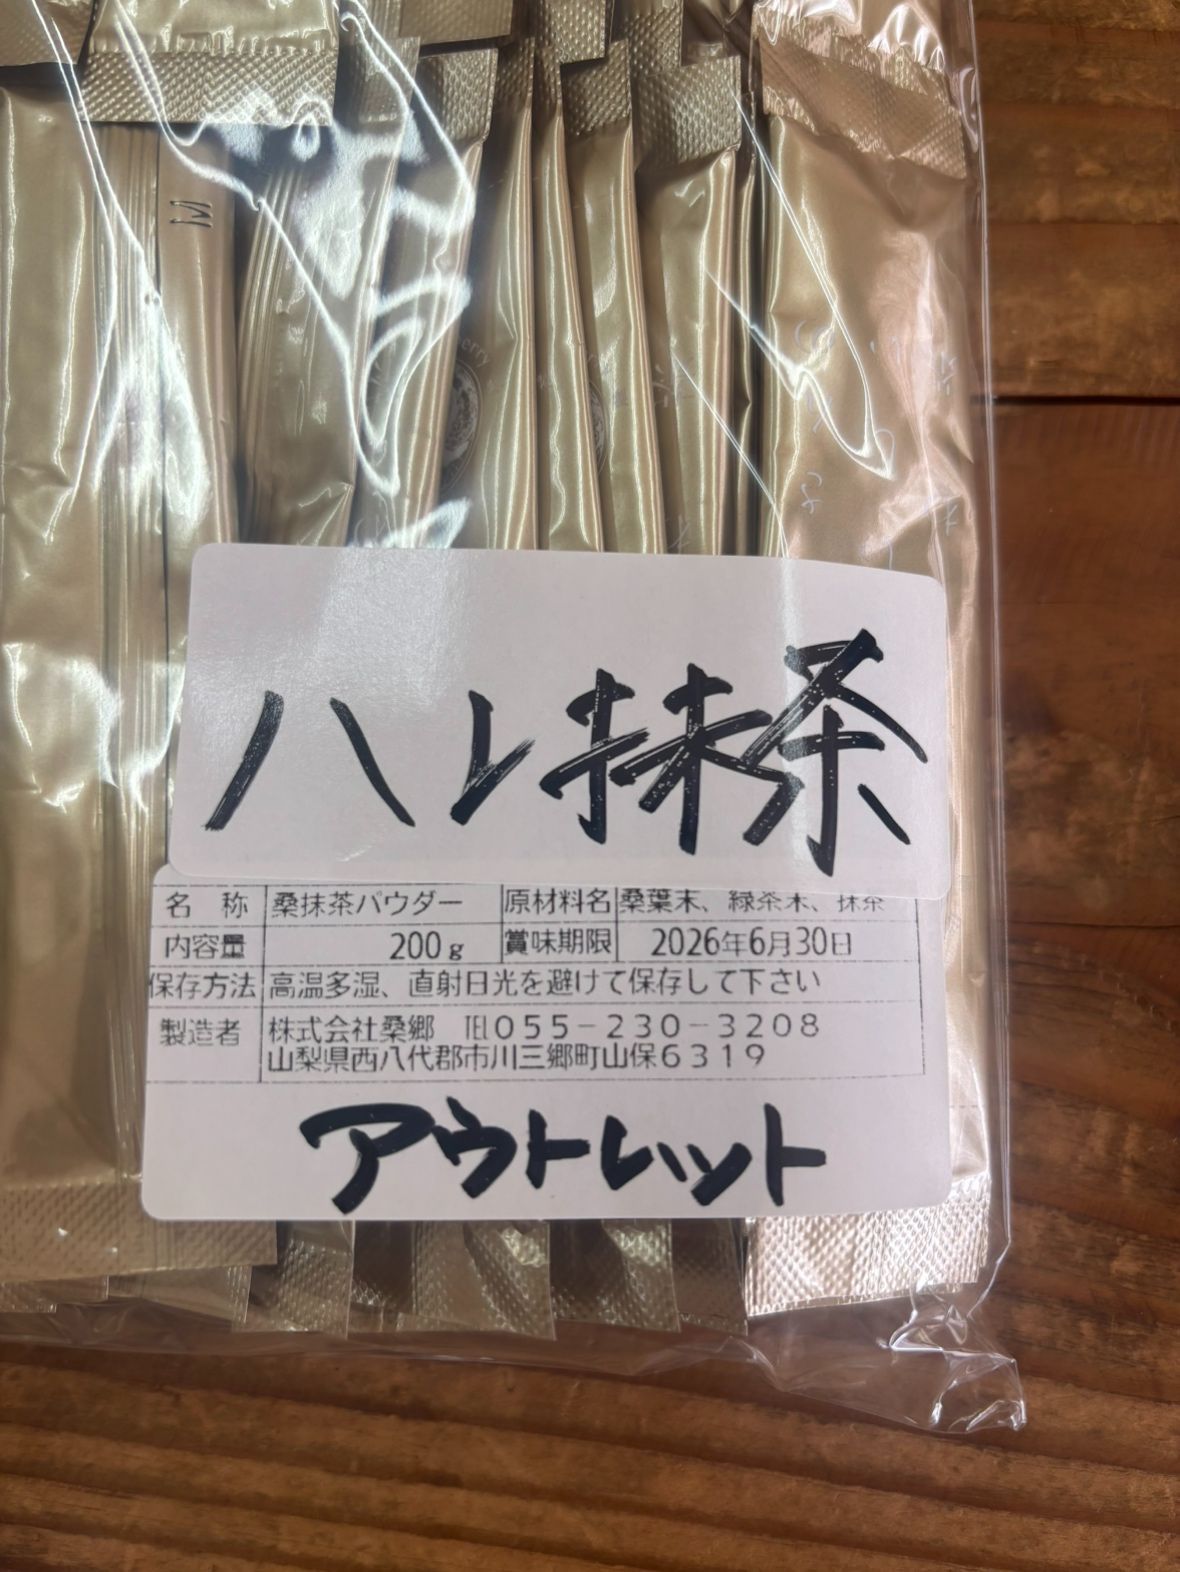 ハレ抹茶
名 称 桑抹茶パウダー 原材料名 桑葉末、緑茶末、抹茶
内容量 200g 賞味期限 2026年6月30日
保存方法 高温多湿、直射日光を避けて保存して下さい
製造者 株式会社桑郷 TEL055-230-3208
山梨県西八代郡市川三郷町山保6319
アウトレット